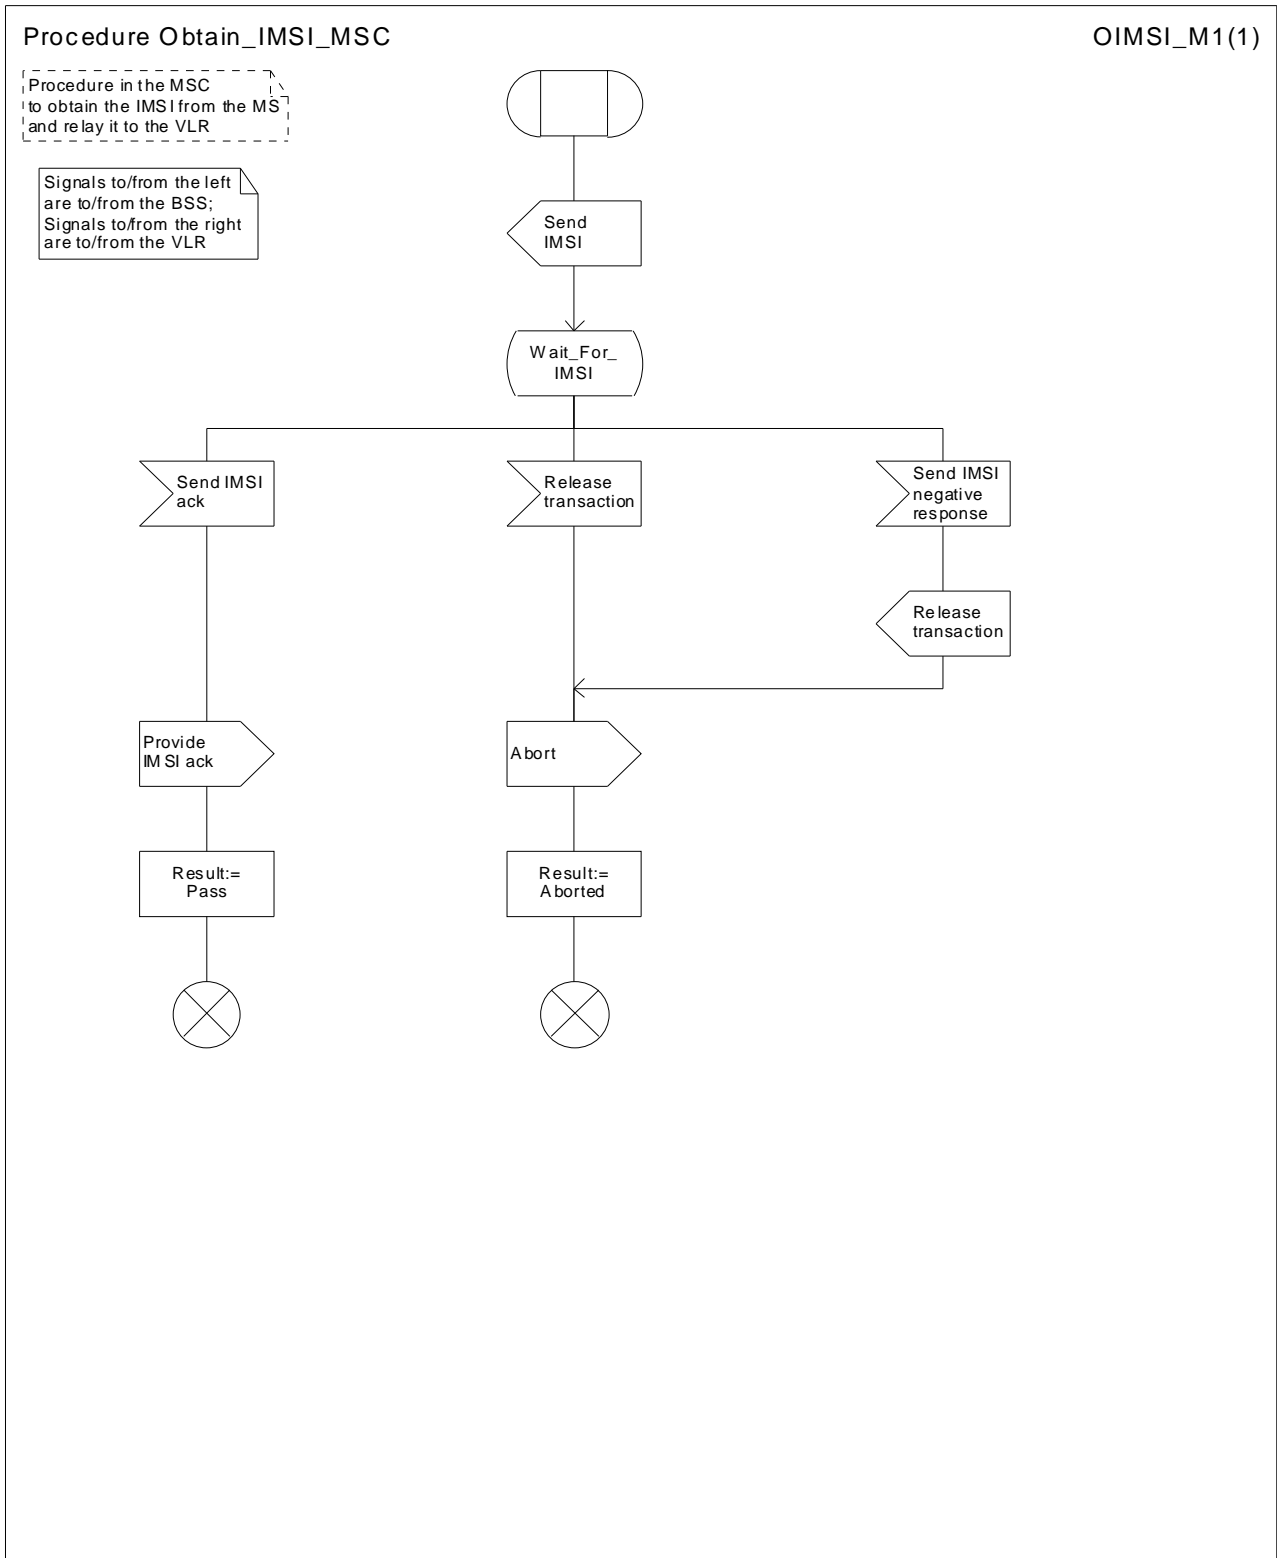 Procedure Obtain_IMSI_MSC
OIMSI_M1(1)
Procedure in the MSC
to obtain the IMSI from the MS
and relay it to the VLR
Signals to/from the left
are to/from the BSS;
Signals to/from the right
are to/from the VLR
Send
IMSI
Wait_For_
IMSI
Send IMSI
ack
Release
transaction
Send IMSI
negative
response
Release
transaction
Provide
IMSI ack
Abort
Result:=
Pass
Result:=
Aborted